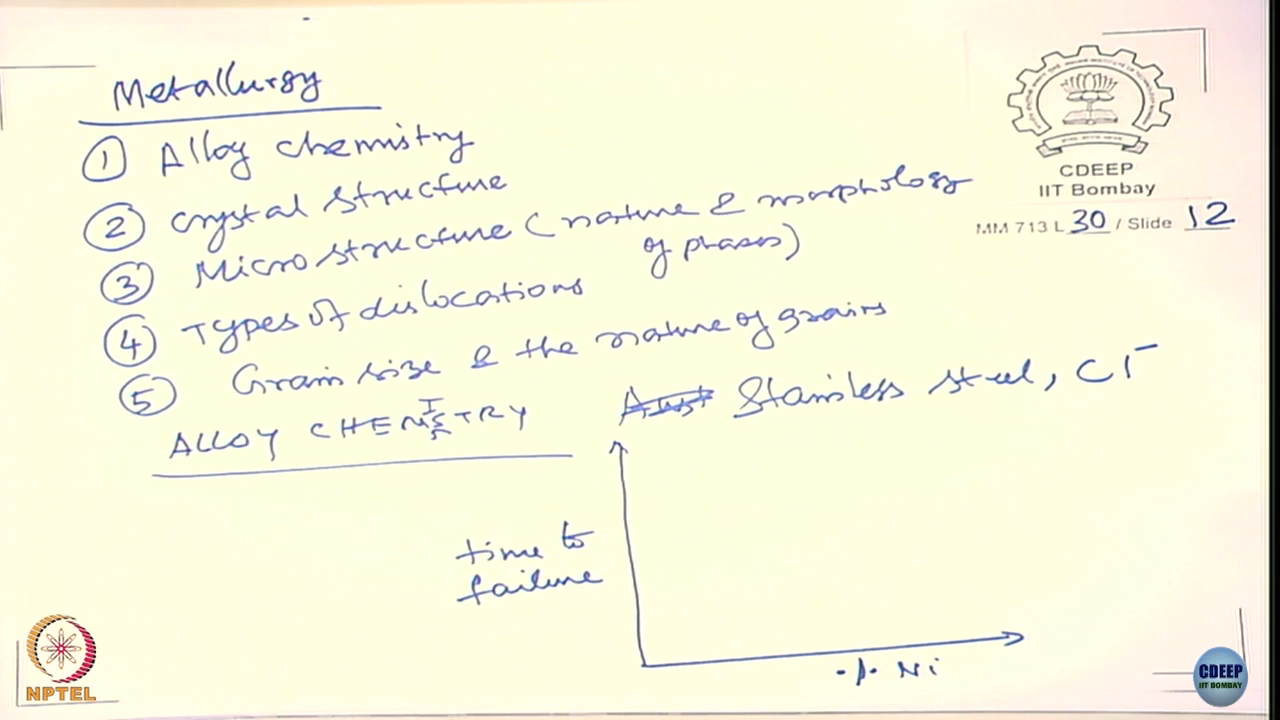 Metallurgy
① Alloy chemistry
② Crystal structure
③ Microstructure (nature & morphology
of phases)
④ Types of dislocations
⑤ Grain size & the nature of grains
ALLOY CHEMISTRY
Aust Stainless steel, Cl⁻
time to
failure
% Ni
CDEEP
IIT Bombay
MM 713 L 30 / Slide 12
NPTEL
CDEEP
IIT BOMBAY